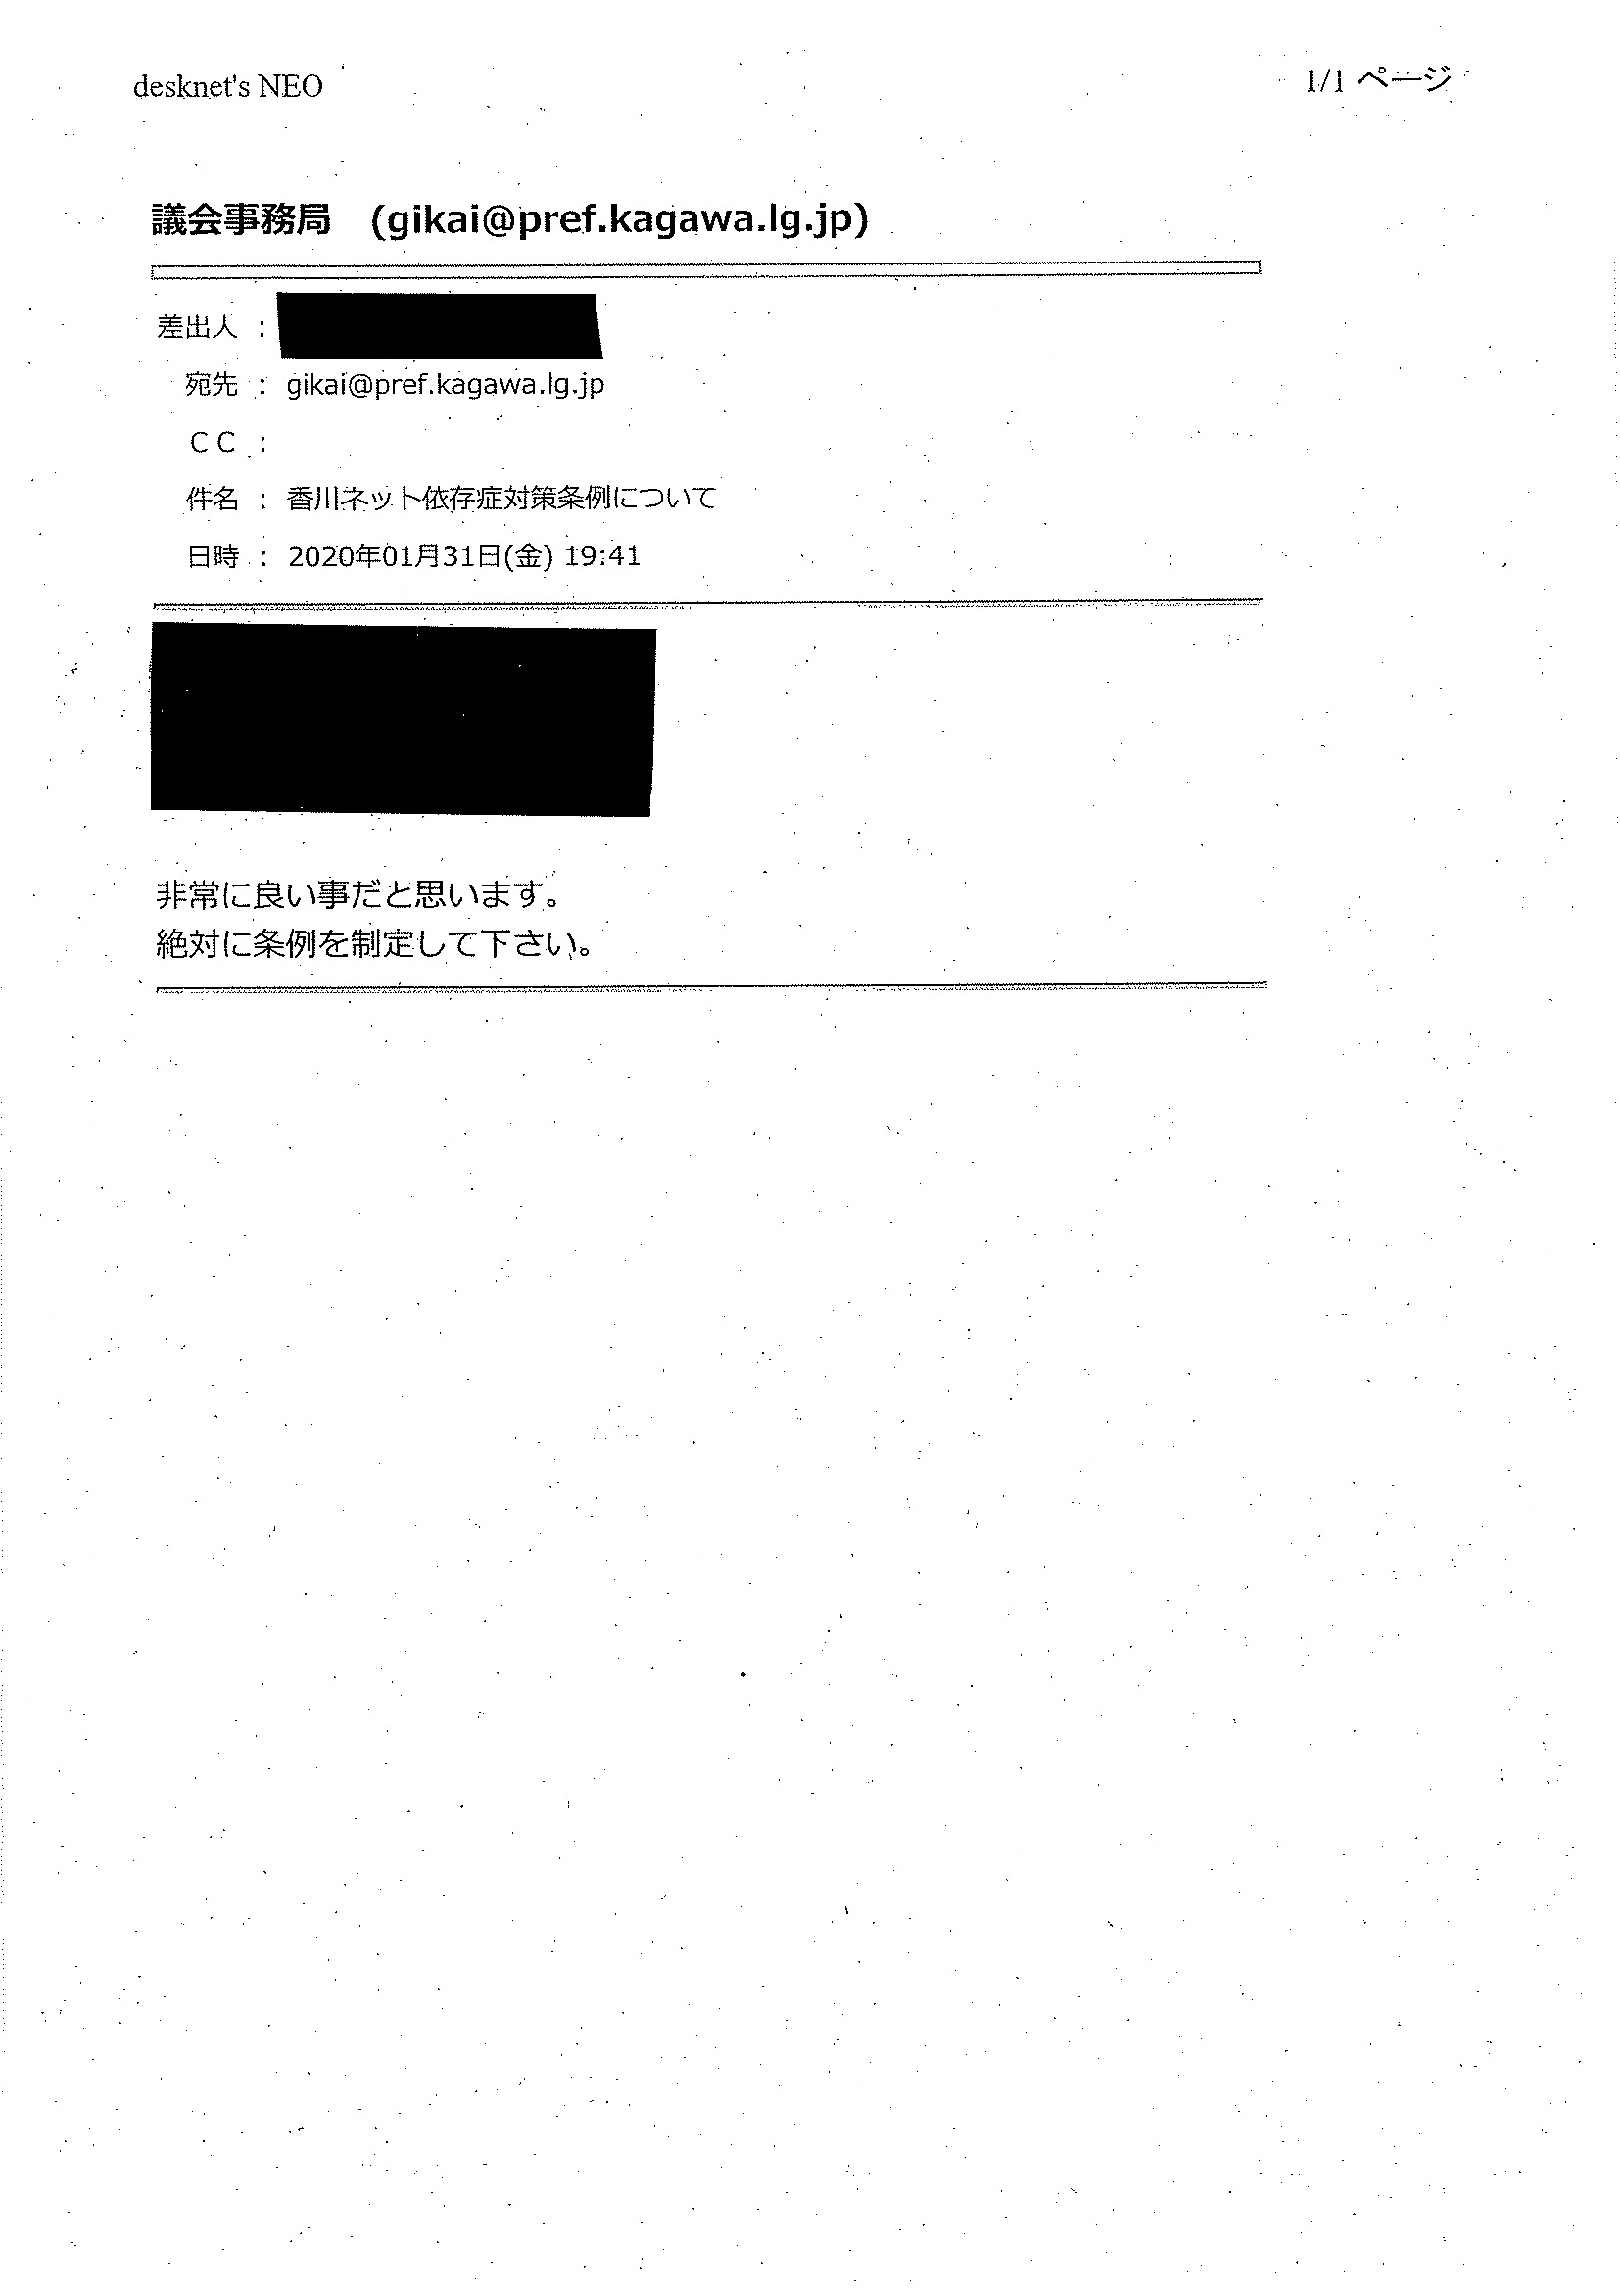 desknet's NEO 1/1 ページ
議会事務局 (gikai@pref.kagawa.lg.jp)
差出人 :
宛先 : gikai@pref.kagawa.lg.jp
ＣＣ :
件名 : 香川ネット依存症対策条例について
日時 : 2020年01月31日(金) 19:41
非常に良い事だと思います。
絶対に条例を制定して下さい。